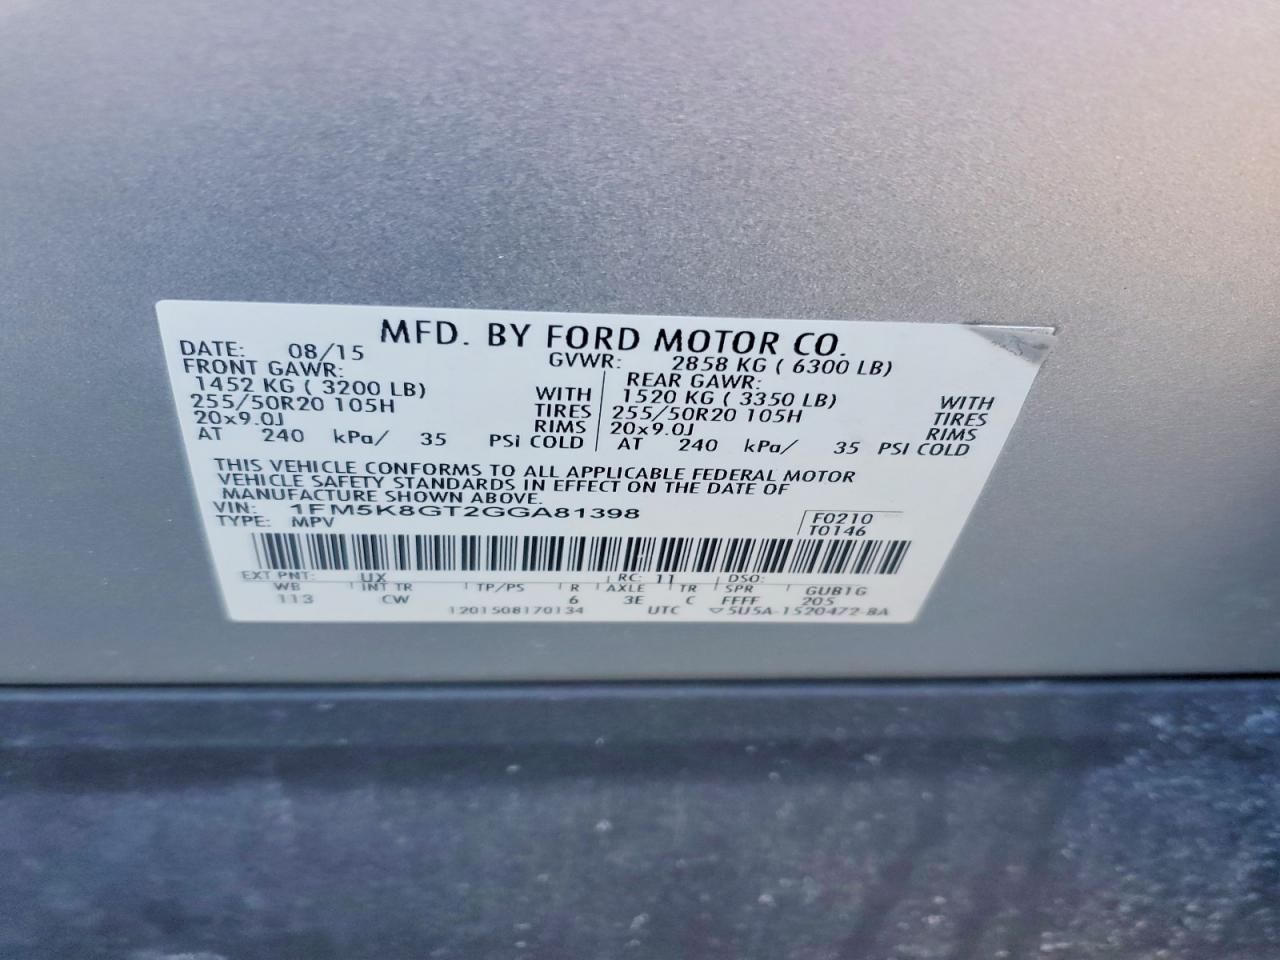 MFD. BY FORD MOTOR CO.
DATE: 08/15 GVWR: 2858 KG ( 6300 LB)
FRONT GAWR: REAR GAWR:
1452 KG ( 3200 LB) WITH 1520 KG ( 3350 LB) WITH
255/50R20 105H TIRES 255/50R20 105H TIRES
20x9.0J RIMS 20x9.0J RIMS
AT 240 kPa/ 35 PSi COLD AT 240 kPa/ 35 PSi COLD
THIS VEHICLE CONFORMS TO ALL APPLICABLE FEDERAL MOTOR
VEHICLE SAFETY STANDARDS IN EFFECT ON THE DATE OF
MANUFACTURE SHOWN ABOVE.
VIN: 1FM5K8GT2GGA81398 F0210
TYPE: MPV T0146
EXT PNT: UX RC: 11 DSO:
WB INT TR TP/PS R AXLE TR SPR GUB1G
113 CW 6 3E C FFFF 205
1201508170134 UTC ▽5U5A-1520472-BA